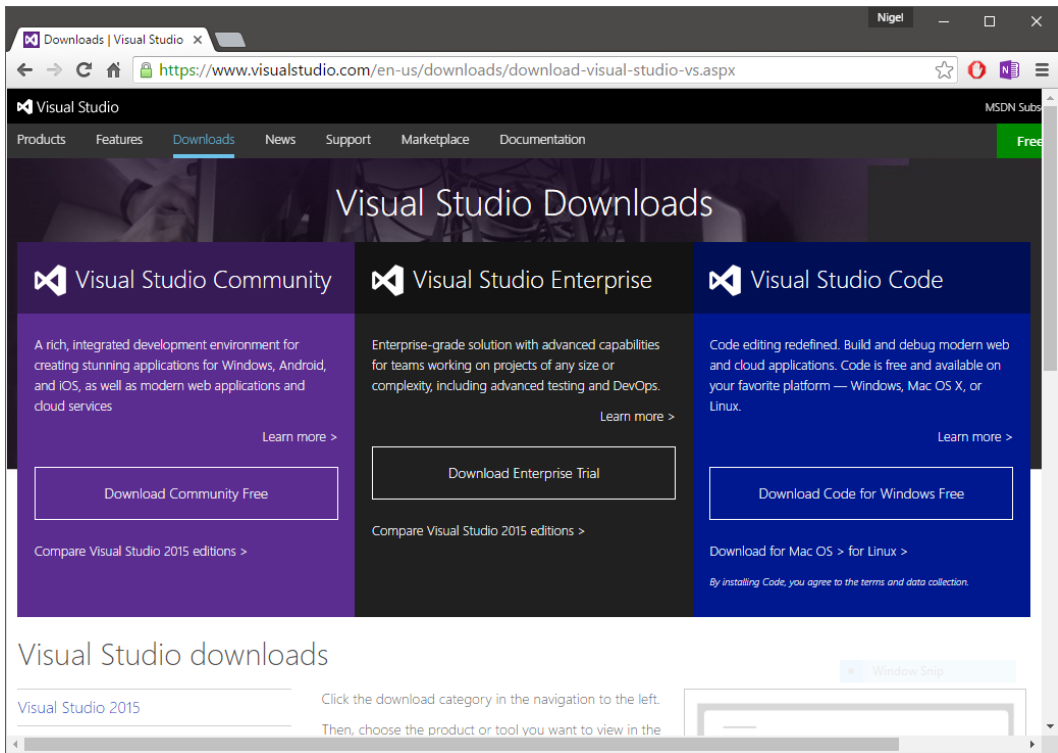 Nigel
Downloads | Visual Studio
https://www.visualstudio.com/en-us/downloads/download-visual-studio-vs.aspx
Visual Studio
MSDN Subs
Products Features Downloads News Support Marketplace Documentation
Free
Visual Studio Downloads
Visual Studio Community
A rich, integrated development environment for
creating stunning applications for Windows, Android,
and iOS, as well as modern web applications and
cloud services
Learn more >
Download Community Free
Compare Visual Studio 2015 editions >
Visual Studio Enterprise
Enterprise-grade solution with advanced capabilities
for teams working on projects of any size or
complexity, including advanced testing and DevOps.
Learn more >
Download Enterprise Trial
Compare Visual Studio 2015 editions >
Visual Studio Code
Code editing redefined. Build and debug modern web
and cloud applications. Code is free and available on
your favorite platform — Windows, Mac OS X, or
Linux.
Learn more >
Download Code for Windows Free
Download for Mac OS > for Linux >
By installing Code, you agree to the terms and data collection.
Visual Studio downloads
Window Snip
Visual Studio 2015
Click the download category in the navigation to the left.
Then, choose the product or tool you want to view in the